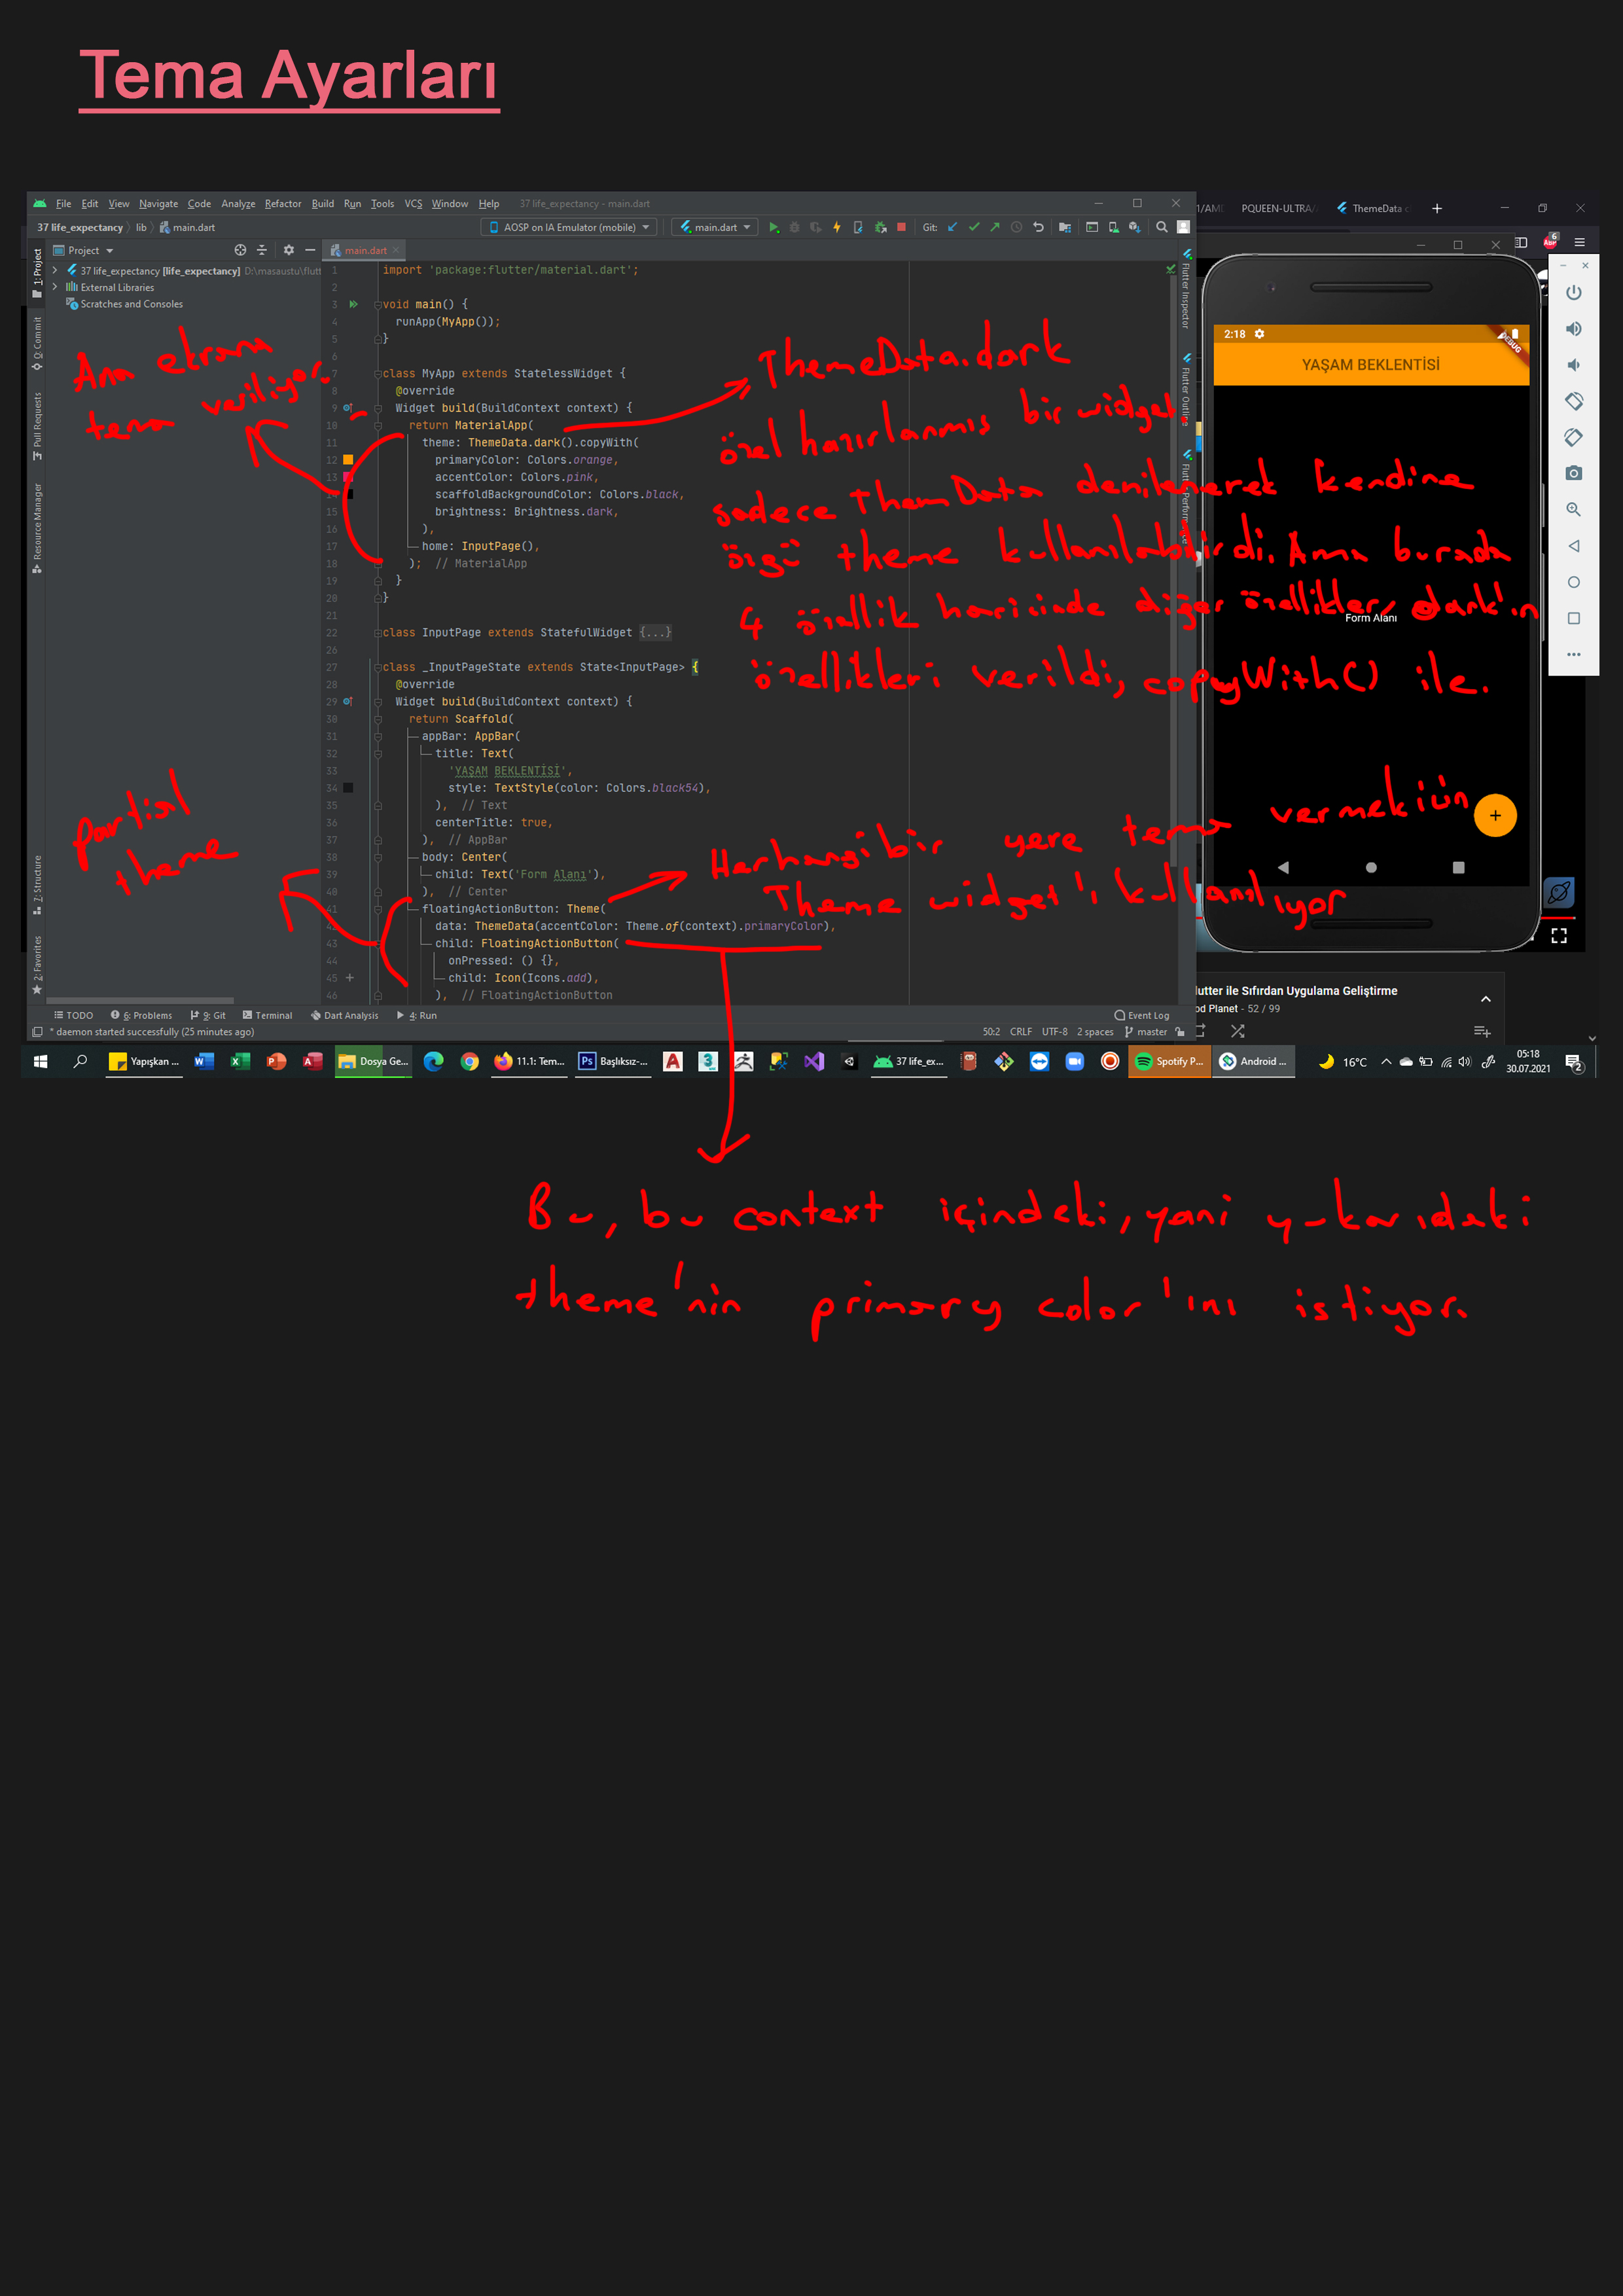 Tema Ayarları
File Edit View Navigate Code Analyze Refactor Build Run Tools VCS Window Help 37 life_expectancy - main.dart
37 life_expectancy lib main.dart
AOSP on IA Emulator (mobile) main.dart Git:
PQUEEN-ULTRA/ ThemeData
Project
main.dart
37 life_expectancy [life_expectancy] D:\masaustu\flutt
External Libraries
Scratches and Consoles
1: Project
0: Commit
Pull Requests
Resource Manager
7: Structure
2: Favorites
Flutter Inspector
Flutter Outline
1 import 'package:flutter/material.dart';
2
3 void main() {
4 runApp(MyApp());
5 }
6
7 class MyApp extends StatelessWidget {
8 @override
9 Widget build(BuildContext context) {
10 return MaterialApp(
11 theme: ThemeData.dark().copyWith(
12 primaryColor: Colors.orange,
13 accentColor: Colors.pink,
14 scaffoldBackgroundColor: Colors.black,
15 brightness: Brightness.dark,
16 ),
17 home: InputPage(),
18 ); // MaterialApp
19 }
20 }
21
22 class InputPage extends StatefulWidget {...}
26
27 class _InputPageState extends State<InputPage> {
28 @override
29 Widget build(BuildContext context) {
30 return Scaffold(
31 appBar: AppBar(
32 title: Text(
33 'YAŞAM BEKLENTİSİ',
34 style: TextStyle(color: Colors.black54),
35 ), // Text
36 centerTitle: true,
37 ), // AppBar
38 body: Center(
39 child: Text('Form Alanı'),
40 ), // Center
41 floatingActionButton: Theme(
42 data: ThemeData(accentColor: Theme.of(context).primaryColor),
43 child: FloatingActionButton(
44 onPressed: () {},
45 child: Icon(Icons.add),
46 ), // FloatingActionButton
Ana ekrana
tema veriliyor.
ThemeData.dark
özel hazırlanmış bir widget.
sadece ThemData denilenerek kendine
özgü theme kullanılabilirdi. Ama burada
4 özellik haricinde diğer özellikler, dark'ın
özellikleri verildi, copyWith() ile.
partial
theme
Herhangi bir yere tema vermek için
Theme widget'ı kullanılıyor
2:18
DEBUG
YAŞAM BEKLENTİSİ
Form Alanı
+
lutter ile Sıfırdan Uygulama Geliştirme
od Planet - 52 / 99
TODO 6: Problems 9: Git Terminal Dart Analysis 4: Run Event Log
* daemon started successfully (25 minutes ago) 50:2 CRLF UTF-8 2 spaces master
Yapışkan ... Dosya Ge... 11.1: Tem... Başlıksız-... 37 life_ex... Spotify P... Android ... 16°C 05:18
30.07.2021 2
Bu, bu context içindeki, yani yukarıdaki
theme'nin primary color'ını istiyor.